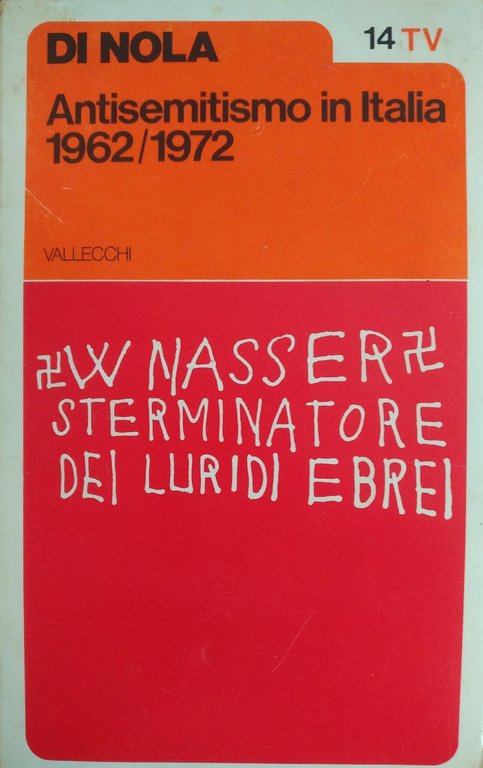 DI NOLA
14 TV
Antisemitismo in Italia
1962/1972
VALLECCHI
卐W NASSER卐
STERMINATORE
DEI LURIDI EBREI